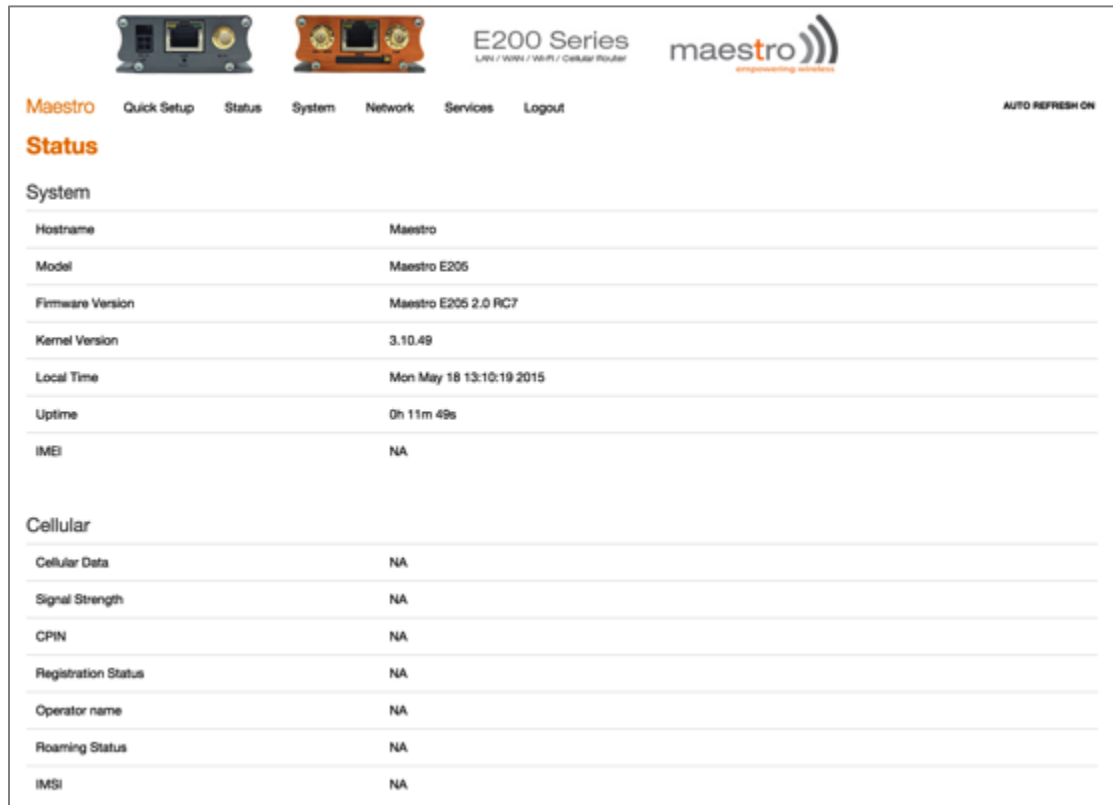 E200 Series
LAN / WAN / Wi-Fi / Cellular Router
maestro
empowering wireless
Maestro Quick Setup Status System Network Services Logout AUTO REFRESH ON
Status
System
Hostname Maestro
Model Maestro E205
Firmware Version Maestro E205 2.0 RC7
Kernel Version 3.10.49
Local Time Mon May 18 13:10:19 2015
Uptime 0h 11m 49s
IMEI NA
Cellular
Cellular Data NA
Signal Strength NA
CPIN NA
Registration Status NA
Operator name NA
Roaming Status NA
IMSI NA